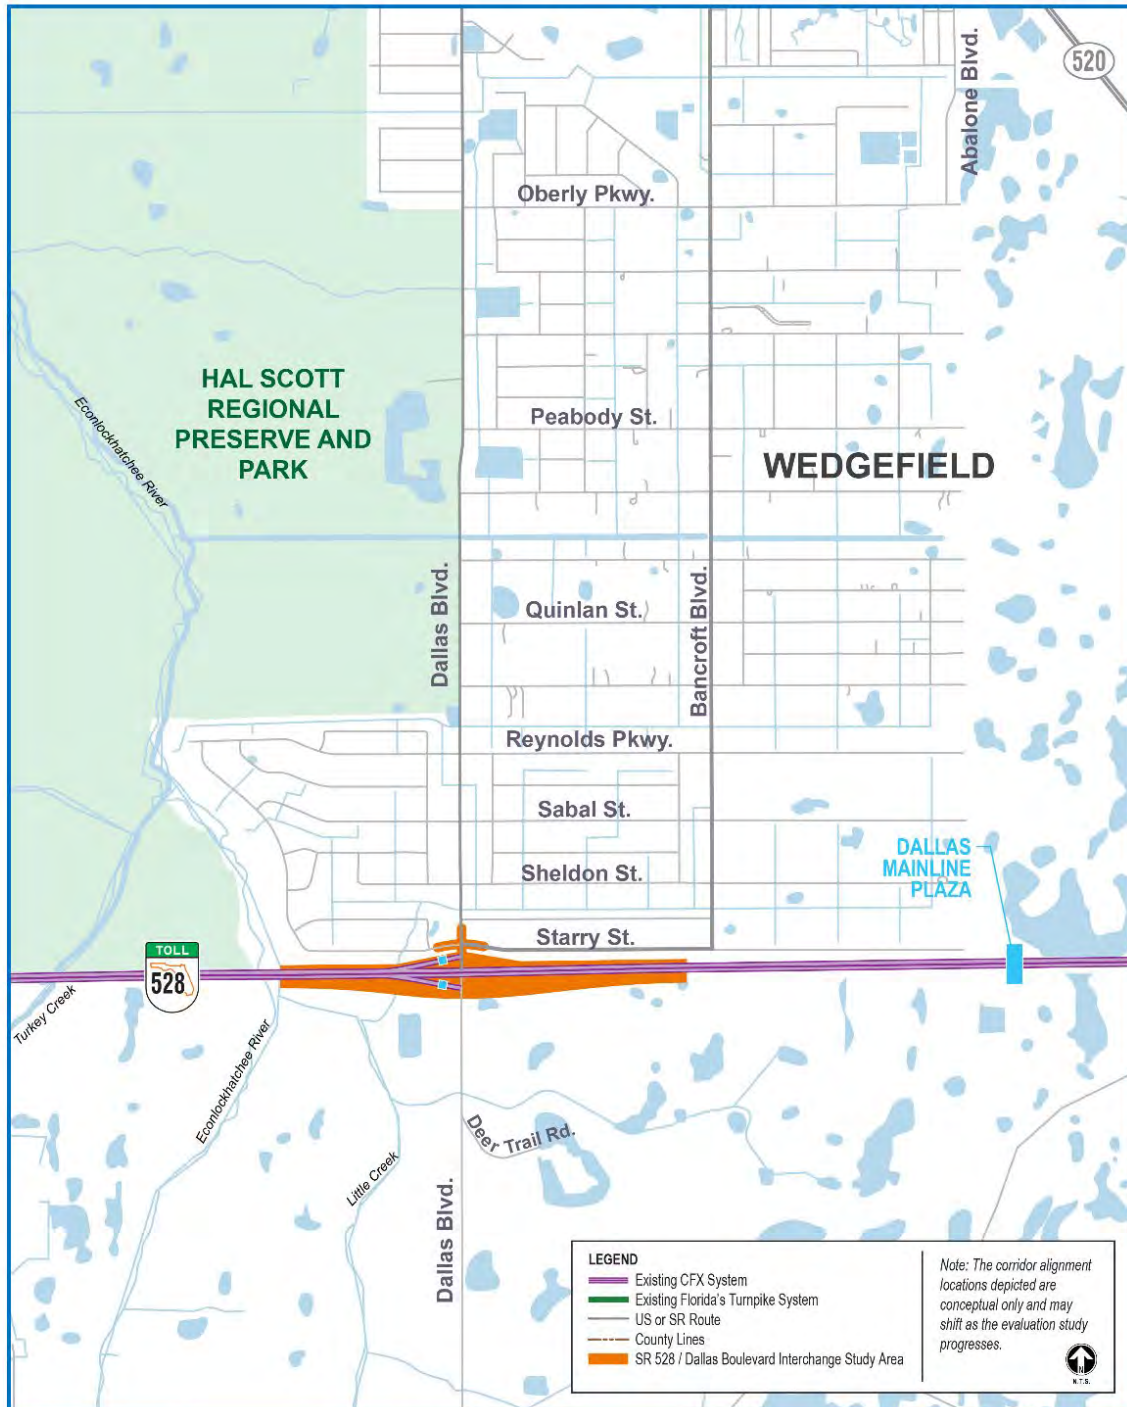 520
Abalone Blvd.
Oberly Pkwy.
HAL SCOTT
REGIONAL
PRESERVE AND
PARK
Econlockhatchee River
Peabody St.
WEDGEFIELD
Dallas Blvd.
Quinlan St.
Bancroft Blvd.
Reynolds Pkwy.
Sabal St.
Sheldon St.
DALLAS
MAINLINE
PLAZA
Starry St.
TOLL
528
Turkey Creek
Econlockhatchee River
Little Creek
Deer Trail Rd.
Dallas Blvd.
LEGEND
Existing CFX System
Existing Florida's Turnpike System
US or SR Route
County Lines
SR 528 / Dallas Boulevard Interchange Study Area
Note: The corridor alignment
locations depicted are
conceptual only and may
shift as the evaluation study
progresses.
N
N.T.S.